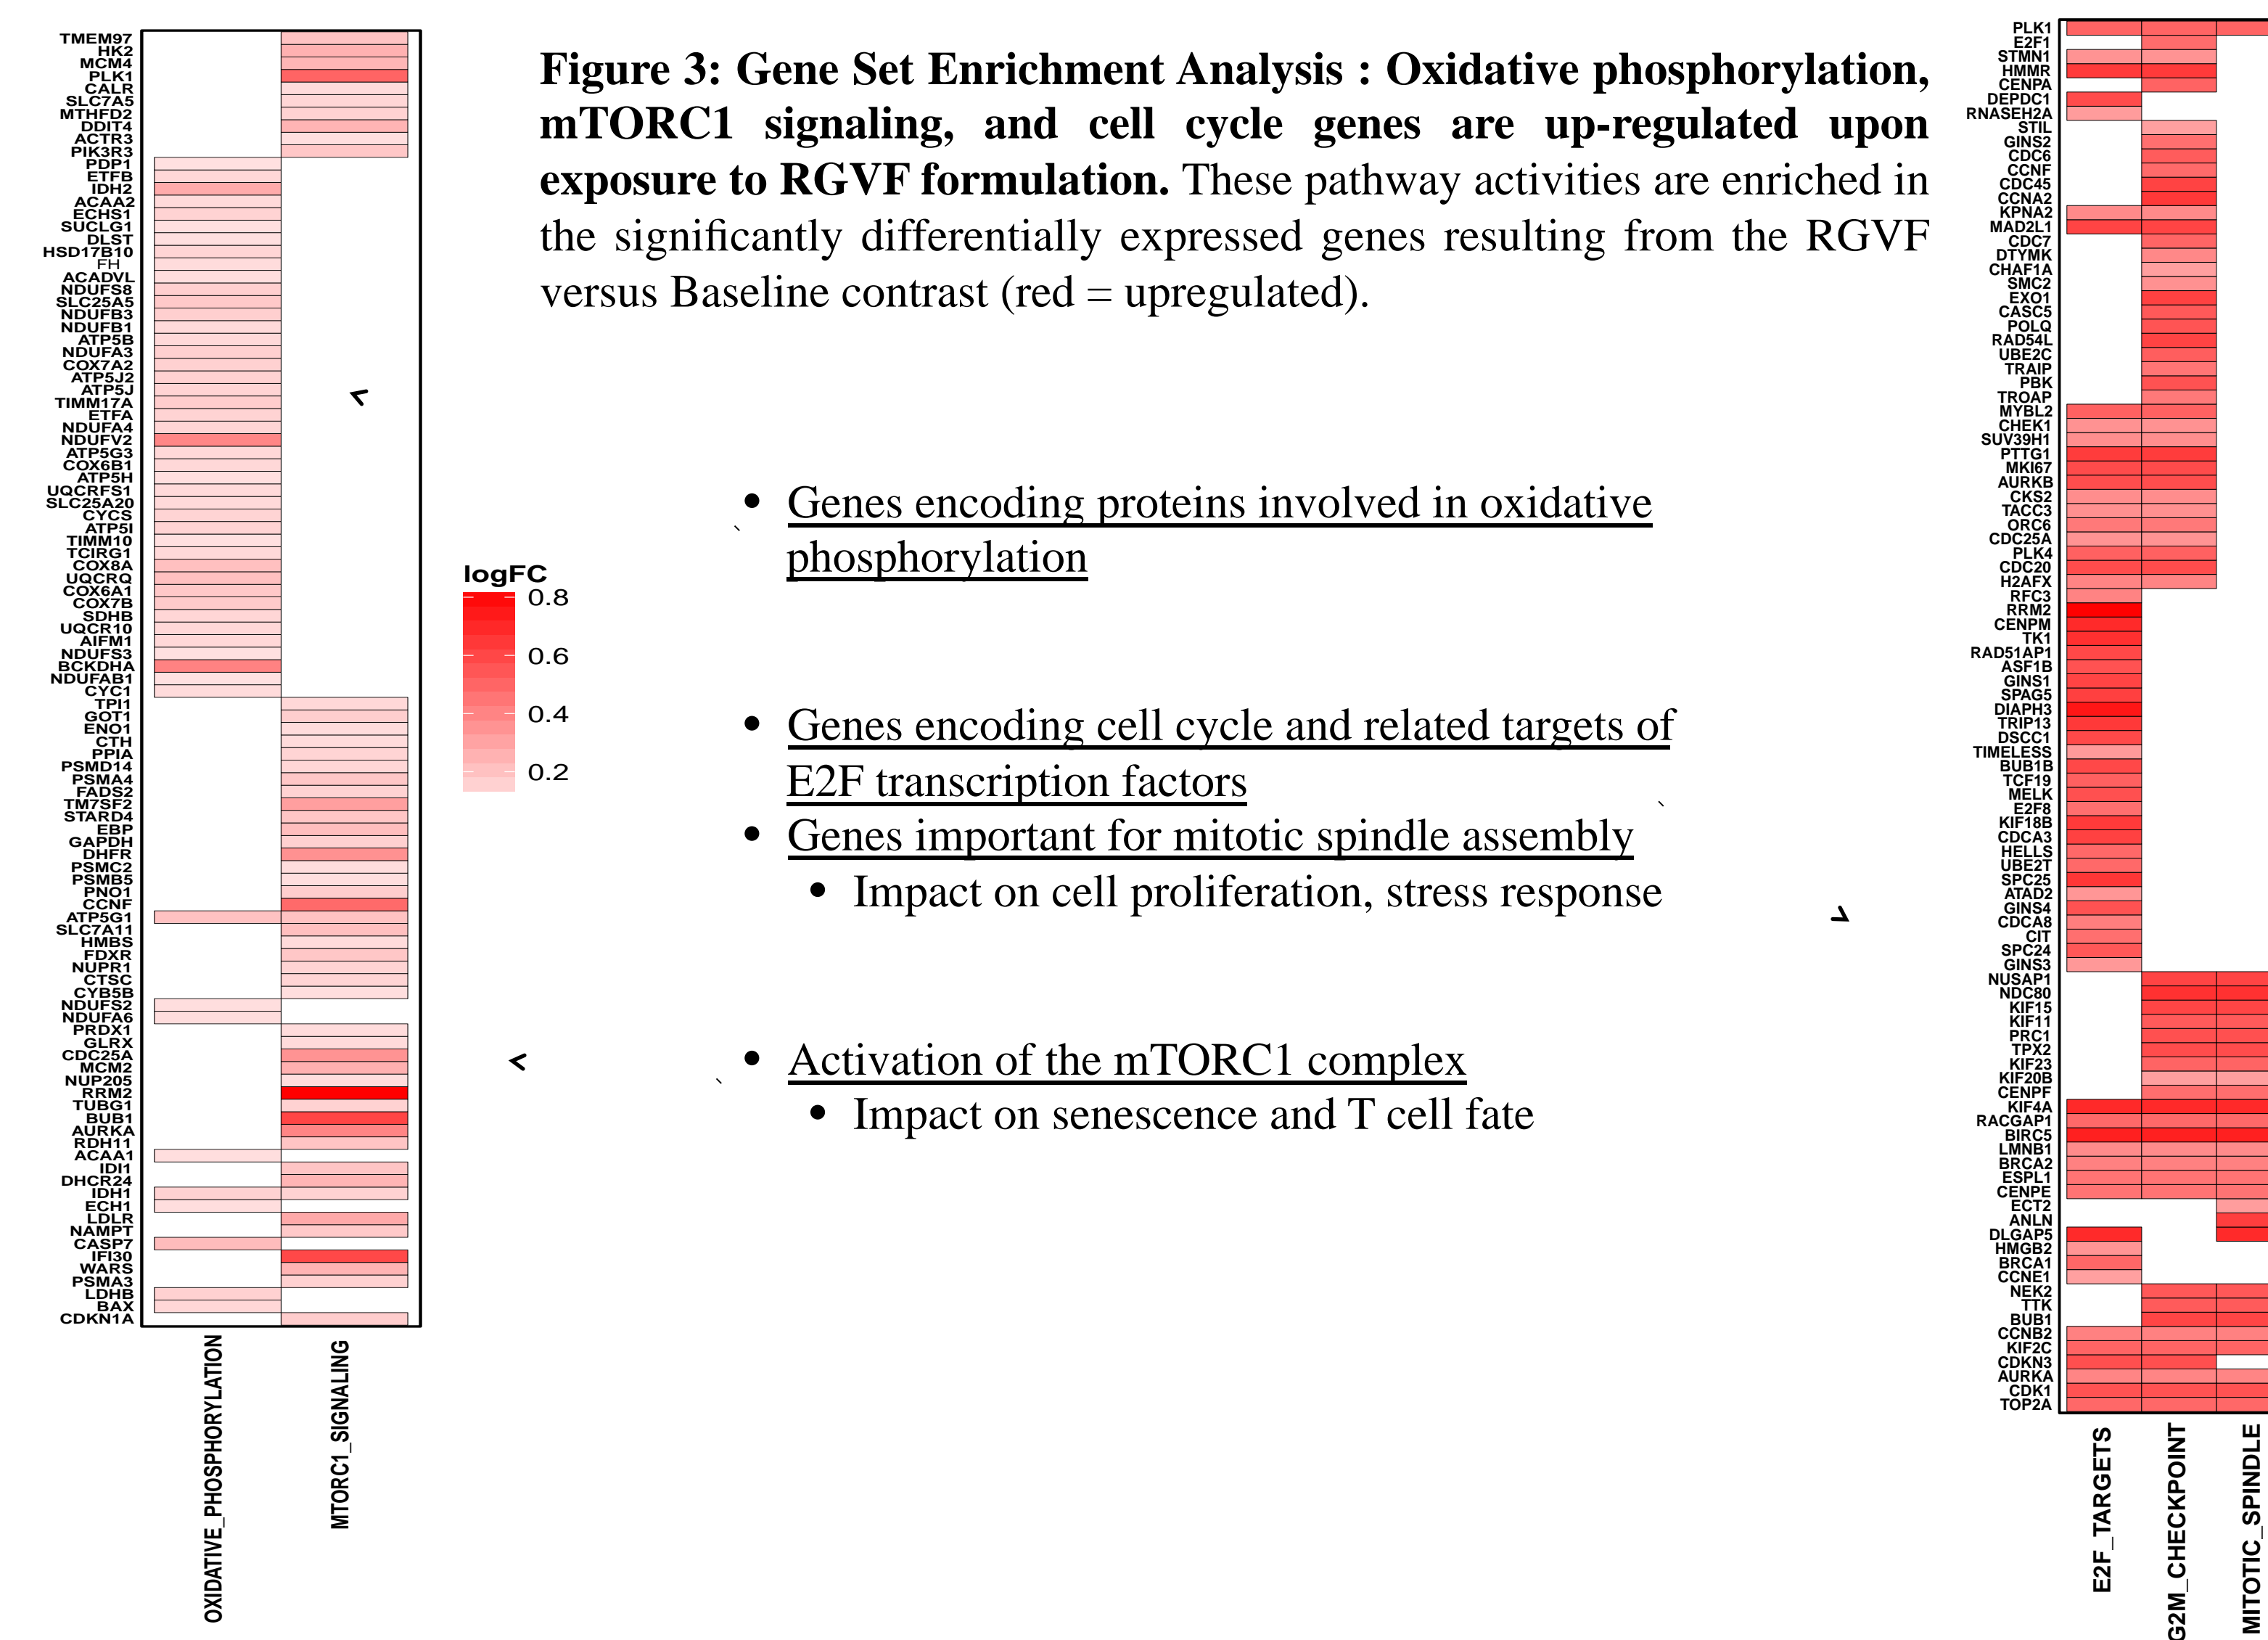 TMEM97
HK2
MCM4
PLK1
CALR
SLC7A5
MTHFD2
DDIT4
ACTR3
PIK3R3
PDP1
ETFB
IDH2
ACAA2
ECHS1
SUCLG1
DLST
HSD17B10
FH
ACADVL
NDUFS8
SLC25A5
NDUFB3
NDUFB1
ATP5B
NDUFA3
COX7A2
ATP5J2
ATP5J
TIMM17A
ETFA
NDUFA4
NDUFV2
ATP5G3
COX6B1
ATP5H
UQCRFS1
SLC25A20
CYCS
ATP5I
TIMM10
TCIRG1
COX8A
UQCRQ
COX6A1
COX7B
SDHB
UQCR10
AIFM1
NDUFS3
BCKDHA
NDUFAB1
CYC1
TPI1
GOT1
ENO1
CTH
PPIA
PSMD14
PSMA4
FADS2
TM7SF2
STARD4
EBP
GAPDH
DHFR
PSMC2
PSMB5
PNO1
CCNF
ATP5G1
SLC7A11
HMBS
FDXR
NUPR1
CTSC
CYB5B
NDUFS2
NDUFA6
PRDX1
GLRX
CDC25A
MCM2
NUP205
RRM2
TUBG1
BUB1
AURKA
RDH11
ACAA1
IDI1
DHCR24
IDH1
ECH1
LDLR
NAMPT
CASP7
IFI30
WARS
PSMA3
LDHB
BAX
CDKN1A
OXIDATIVE_PHOSPHORYLATION
MTORC1_SIGNALING
logFC
0.8
0.6
0.4
0.2
Figure 3: Gene Set Enrichment Analysis : Oxidative phosphorylation,
mTORC1 signaling, and cell cycle genes are up-regulated upon
exposure to RGVF formulation. These pathway activities are enriched in
the significantly differentially expressed genes resulting from the RGVF
versus Baseline contrast (red = upregulated).
• Genes encoding proteins involved in oxidative
phosphorylation
• Genes encoding cell cycle and related targets of
E2F transcription factors
• Genes important for mitotic spindle assembly
• Impact on cell proliferation, stress response
• Activation of the mTORC1 complex
• Impact on senescence and T cell fate
PLK1
E2F1
STMN1
HMMR
CENPA
DEPDC1
RNASEH2A
STIL
GINS2
CDC6
CCNF
CDC45
CCNA2
KPNA2
MAD2L1
CDC7
DTYMK
CHAF1A
SMC2
EXO1
CASC5
POLQ
RAD54L
UBE2C
TRAIP
PBK
TROAP
MYBL2
CHEK1
SUV39H1
PTTG1
MKI67
AURKB
CKS2
TACC3
ORC6
CDC25A
PLK4
CDC20
H2AFX
RFC3
RRM2
CENPM
TK1
RAD51AP1
ASF1B
GINS1
SPAG5
DIAPH3
TRIP13
DSCC1
TIMELESS
BUB1B
TCF19
MELK
E2F8
KIF18B
CDCA3
HELLS
UBE2T
SPC25
ATAD2
GINS4
CDCA8
CIT
SPC24
GINS3
NUSAP1
NDC80
KIF15
KIF11
PRC1
TPX2
KIF23
KIF20B
CENPF
KIF4A
RACGAP1
BIRC5
LMNB1
BRCA2
ESPL1
CENPE
ECT2
ANLN
DLGAP5
HMGB2
BRCA1
CCNE1
NEK2
TTK
BUB1
CCNB2
KIF2C
CDKN3
AURKA
CDK1
TOP2A
E2F_TARGETS
G2M_CHECKPOINT
MITOTIC_SPINDLE